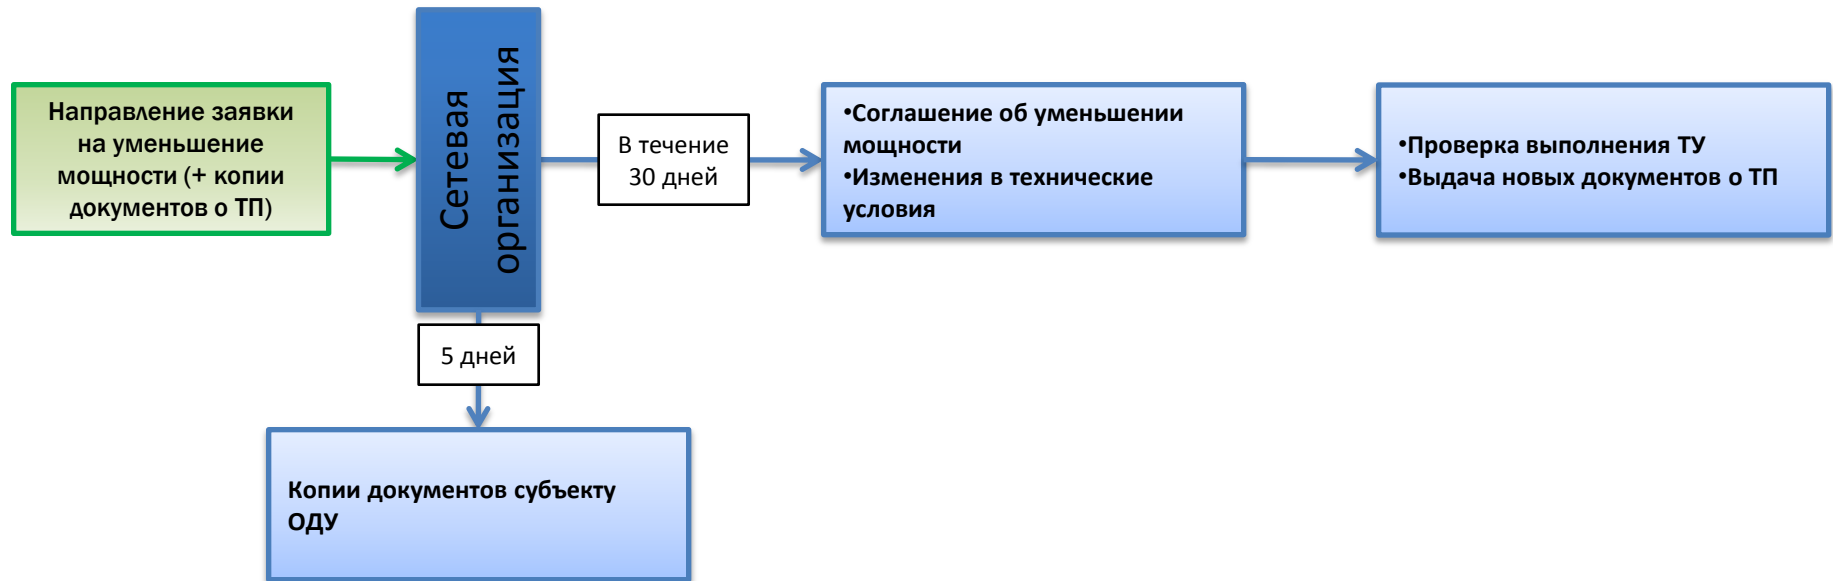 Направление заявки
на уменьшение
мощности (+ копии
документов о ТП)
Сетевая
организация
В течение
30 дней
•Соглашение об уменьшении
мощности
•Изменения в технические
условия
•Проверка выполнения ТУ
•Выдача новых документов о ТП
5 дней
Копии документов субъекту
ОДУ